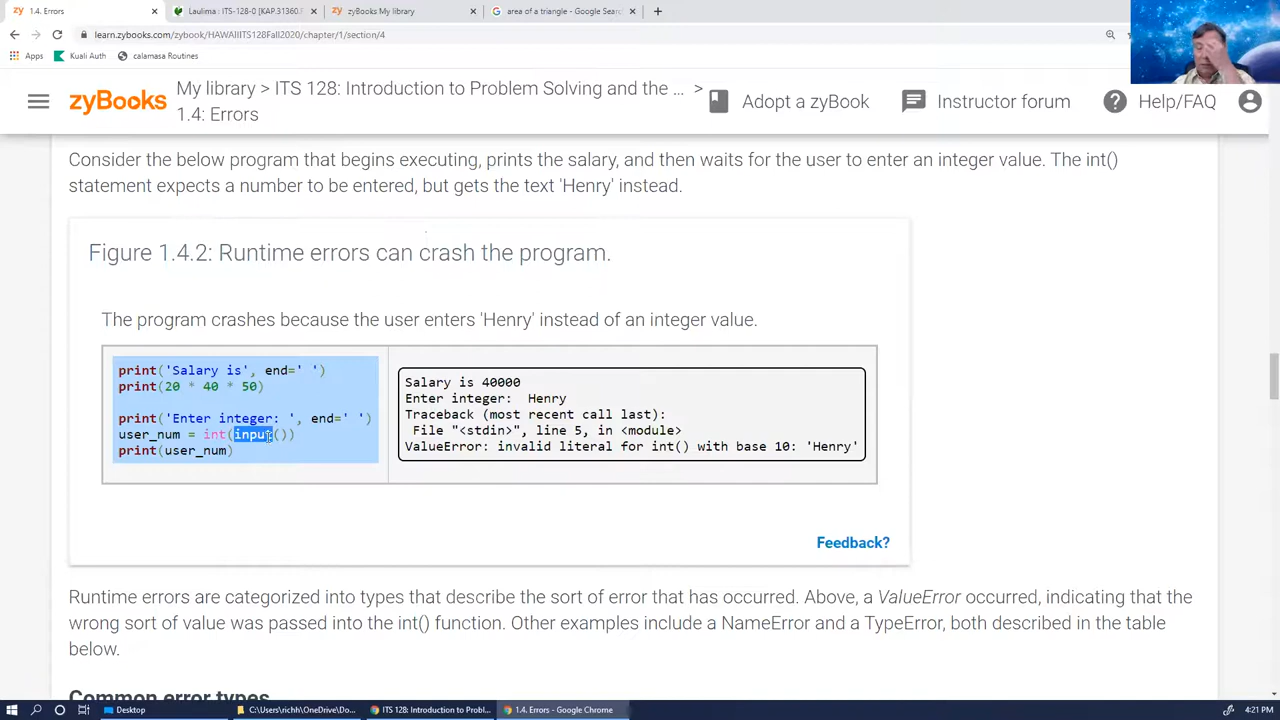 1.4. Errors
Laulima : ITS-128-0 [KAP.31360.F
zyBooks My library
area of a triangle - Google Sear
learn.zybooks.com/zybook/HAWAIIITS128Fall2020/chapter/1/section/4
Apps
Kuali Auth
calamasa Routines
zyBooks
My library > ITS 128: Introduction to Problem Solving and the ... >
1.4: Errors
Adopt a zyBook
Instructor forum
Help/FAQ
Consider the below program that begins executing, prints the salary, and then waits for the user to enter an integer value. The int()
statement expects a number to be entered, but gets the text 'Henry' instead.
Figure 1.4.2: Runtime errors can crash the program.
The program crashes because the user enters 'Henry' instead of an integer value.
print('Salary is', end=' ')
print(20 * 40 * 50)
print('Enter integer: ', end=' ')
user_num = int(input())
print(user_num)
Salary is 40000
Enter integer:  Henry
Traceback (most recent call last):
File "<stdin>", line 5, in <module>
ValueError: invalid literal for int() with base 10: 'Henry'
Feedback?
Runtime errors are categorized into types that describe the sort of error that has occurred. Above, a ValueError occurred, indicating that the
wrong sort of value was passed into the int() function. Other examples include a NameError and a TypeError, both described in the table
below.
Common error types
Desktop
C:\Users\richh\OneDrive\Do...
ITS 128: Introduction to Probl...
1.4. Errors - Google Chrome
4:21 PM